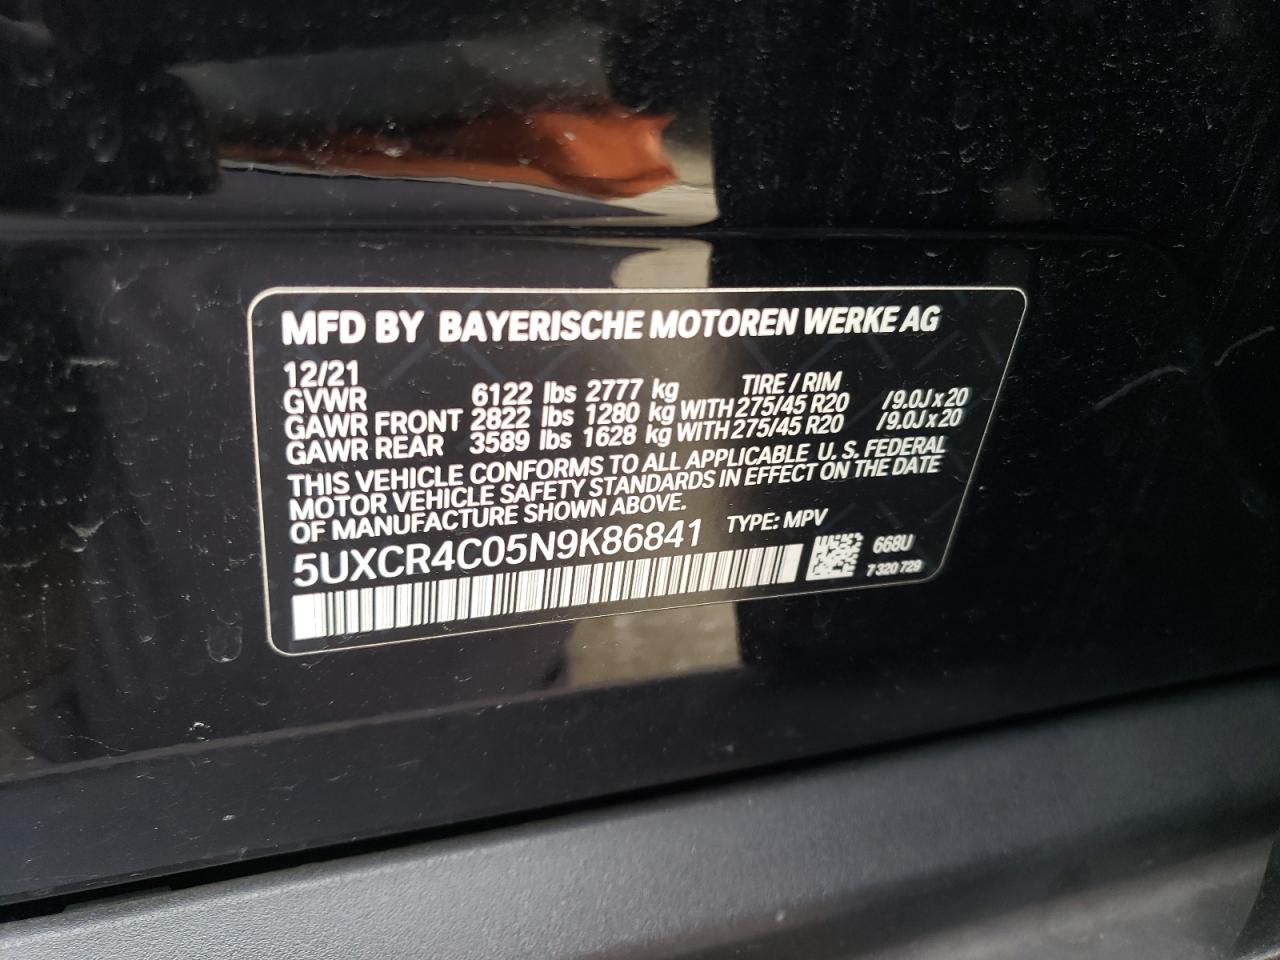 MFD BY BAYERISCHE MOTOREN WERKE AG
12/21 TIRE / RIM
GVWR 6122 lbs 2777 kg
GAWR FRONT 2822 lbs 1280 kg WITH 275/45 R20 /9.0J x 20
GAWR REAR 3589 lbs 1628 kg WITH 275/45 R20 /9.0J x 20
THIS VEHICLE CONFORMS TO ALL APPLICABLE U. S. FEDERAL
MOTOR VEHICLE SAFETY STANDARDS IN EFFECT ON THE DATE
OF MANUFACTURE SHOWN ABOVE.
5UXCR4C05N9K86841 TYPE: MPV
668U
7 320 729